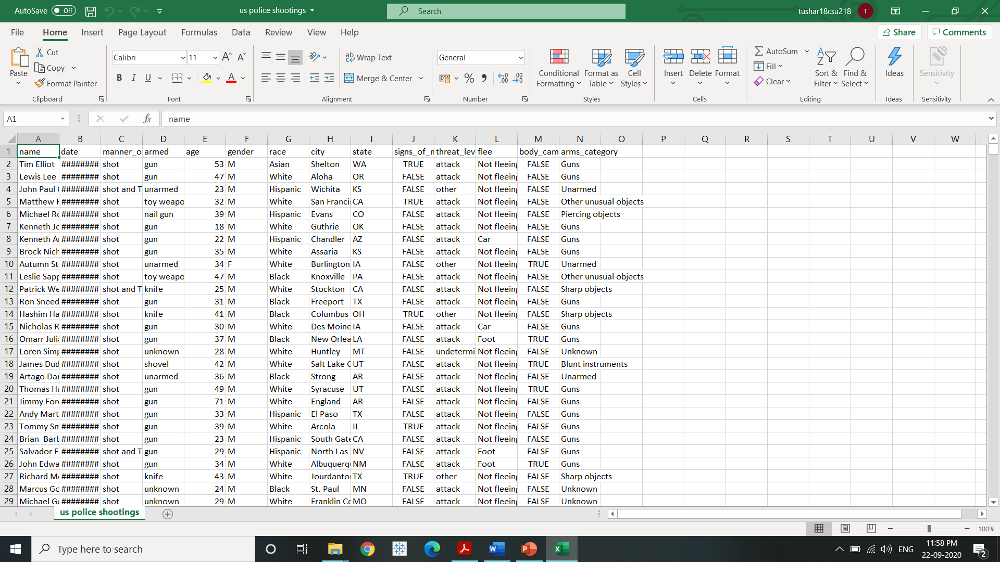 AutoSave Off us police shootings Search tushar18csu218 T
File Home Insert Page Layout Formulas Data Review View Help Share Comments
Paste Cut Copy Format Painter Clipboard
Calibri 11 A A B I U A Font
ab Wrap Text Merge & Center Alignment
General % Number
Conditional Formatting Format as Table Cell Styles Styles
Insert Delete Format Cells
AutoSum Fill Clear Sort & Filter Find & Select Editing
Ideas Ideas
Sensitivity Sensitivity
A1 fx name
A B C D E F G H I J K L M N O P Q R S T U V W
1 name date manner_o armed age gender race city state signs_of_m threat_lev flee body_cam arms_category
2 Tim Elliot ######## shot gun 53 M Asian Shelton WA TRUE attack Not fleeing FALSE Guns
3 Lewis Lee ######## shot gun 47 M White Aloha OR FALSE attack Not fleeing FALSE Guns
4 John Paul ######## shot and T unarmed 23 M Hispanic Wichita KS FALSE other Not fleeing FALSE Unarmed
5 Matthew H ######## shot toy weapo 32 M White San Francis CA TRUE attack Not fleeing FALSE Other unusual objects
6 Michael Ro ######## shot nail gun 39 M Hispanic Evans CO FALSE attack Not fleeing FALSE Piercing objects
7 Kenneth Jo ######## shot gun 18 M White Guthrie OK FALSE attack Not fleeing FALSE Guns
8 Kenneth A ######## shot gun 22 M Hispanic Chandler AZ FALSE attack Car FALSE Guns
9 Brock Nich ######## shot gun 35 M White Assaria KS FALSE attack Not fleeing FALSE Guns
10 Autumn St ######## shot unarmed 34 F White Burlington IA FALSE other Not fleeing TRUE Unarmed
11 Leslie Sapp ######## shot toy weapo 47 M Black Knoxville PA FALSE attack Not fleeing FALSE Other unusual objects
12 Patrick We ######## shot and T knife 25 M White Stockton CA FALSE attack Not fleeing FALSE Sharp objects
13 Ron Sneed ######## shot gun 31 M Black Freeport TX FALSE attack Not fleeing FALSE Guns
14 Hashim Ha ######## shot knife 41 M Black Columbus OH TRUE other Not fleeing FALSE Sharp objects
15 Nicholas R ######## shot gun 30 M White Des Moine IA FALSE attack Car FALSE Guns
16 Omarr Juli ######## shot gun 37 M Black New Orlea LA FALSE attack Foot TRUE Guns
17 Loren Simp ######## shot unknown 28 M White Huntley MT FALSE undetermi Not fleeing FALSE Unknown
18 James Dud ######## shot shovel 42 M White Salt Lake C UT FALSE attack Not fleeing TRUE Blunt instruments
19 Artago Da ######## shot unarmed 36 M Black Strong AR FALSE attack Not fleeing FALSE Unarmed
20 Thomas Ha ######## shot gun 49 M White Syracuse UT FALSE attack Not fleeing TRUE Guns
21 Jimmy For ######## shot gun 71 M White England AR FALSE attack Not fleeing FALSE Guns
22 Andy Mart ######## shot gun 33 M Hispanic El Paso TX FALSE attack Not fleeing FALSE Guns
23 Tommy Sm ######## shot gun 39 M White Arcola IL TRUE attack Not fleeing FALSE Guns
24 Brian Barb ######## shot gun 23 M Hispanic South Gate CA FALSE attack Not fleeing FALSE Guns
25 Salvador F ######## shot and T gun 29 M Hispanic North Las NV FALSE attack Foot FALSE Guns
26 John Edwa ######## shot gun 34 M White Albuquerq NM FALSE attack Foot TRUE Guns
27 Richard Mc ######## shot knife 43 M White Jourdanto TX TRUE other Not fleeing FALSE Sharp objects
28 Marcus Go ######## shot unknown 24 M Black St. Paul MN FALSE attack Not fleeing FALSE Unknown
29 Michael Go ######## shot unknown 29 M White Franklin Co MO FALSE attack Not fleeing FALSE Unknown
us police shootings
100%
Type here to search ENG 11:58 PM
22-09-2020 2